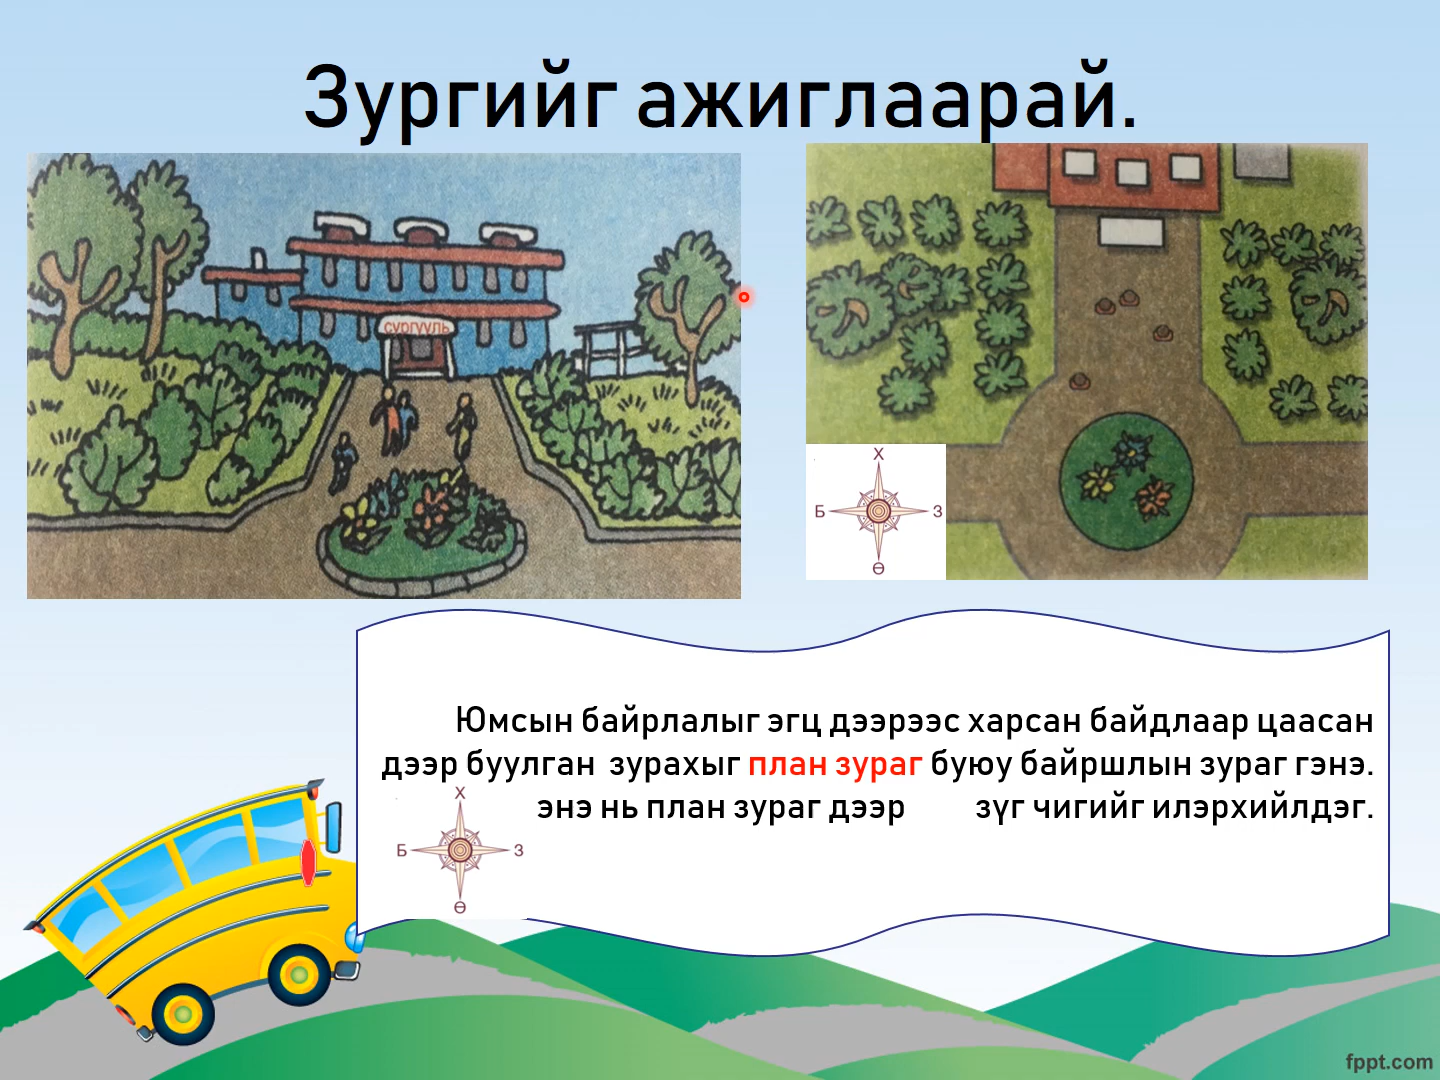 Зургийг ажиглаарай.
сургууль
Х
Б З
Ө
Юмсын байрлалыг эгц дээрээс харсан байдлаар цаасан
дээр буулган зурахыг план зураг буюу байршлын зураг гэнэ.
энэ нь план зураг дээр зүг чигийг илэрхийлдэг.
Х
Б З
Ө
fppt.com